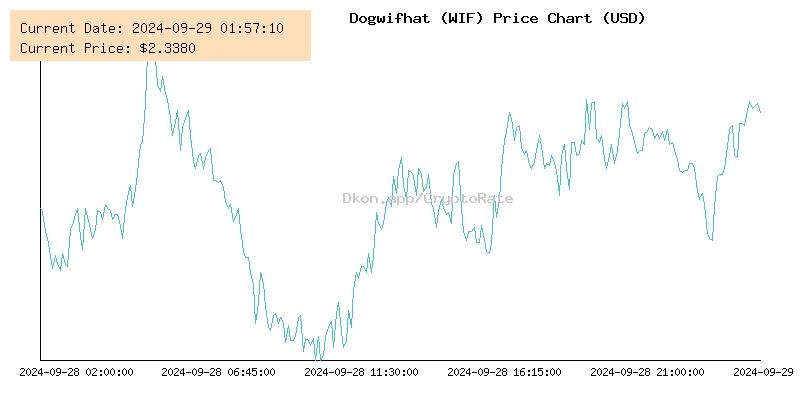 Dogwifhat (WIF) Price Chart (USD)
Current Date: 2024-09-29 01:57:10
Current Price: $2.3380
Dkon.app/CryptoRate
2024-09-28 02:00:00 2024-09-28 06:45:00 2024-09-28 11:30:00 2024-09-28 16:15:00 2024-09-28 21:00:00 2024-09-29